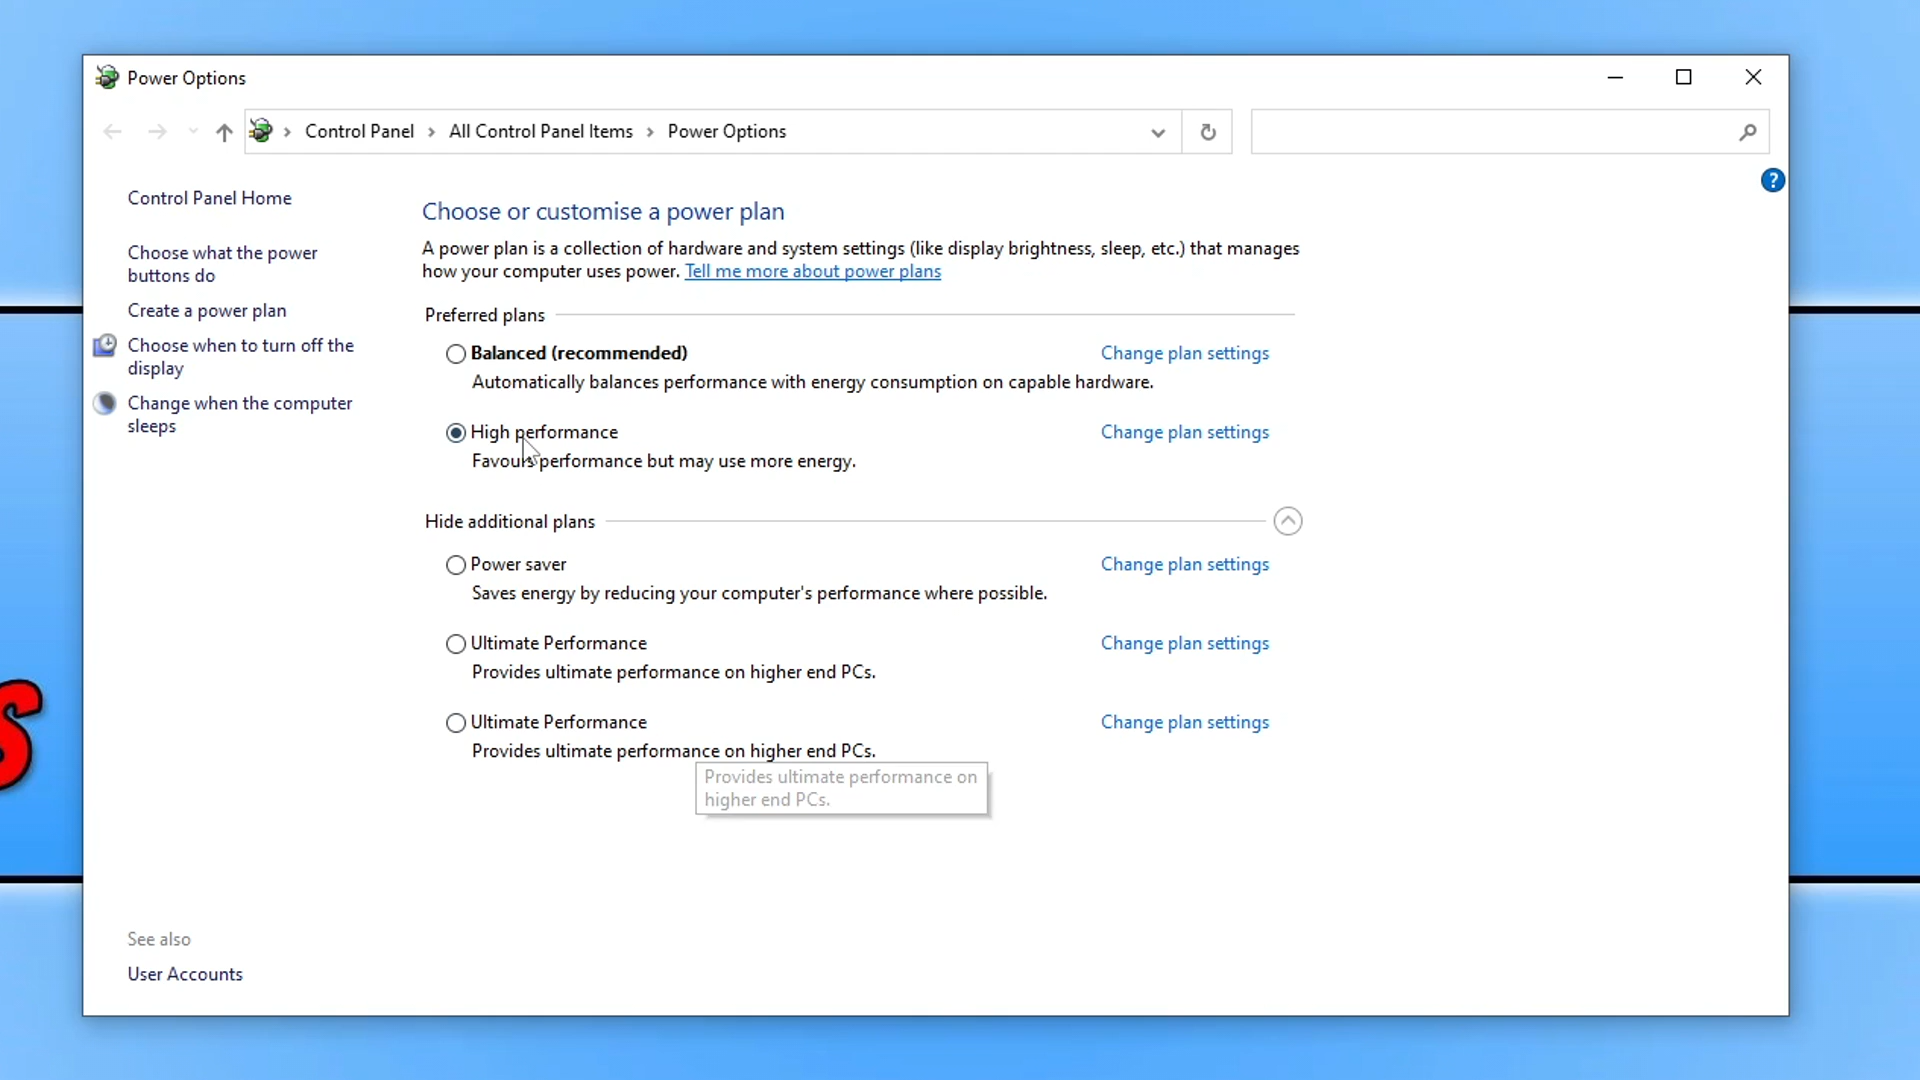 Power Options
Control Panel > All Control Panel Items > Power Options
?
Control Panel Home
Choose what the power
buttons do
Create a power plan
Choose when to turn off the
display
Change when the computer
sleeps
See also
User Accounts
Choose or customise a power plan
A power plan is a collection of hardware and system settings (like display brightness, sleep, etc.) that manages
how your computer uses power. Tell me more about power plans
Preferred plans
Balanced (recommended) Change plan settings
Automatically balances performance with energy consumption on capable hardware.
High performance Change plan settings
Favours performance but may use more energy.
Hide additional plans
Power saver Change plan settings
Saves energy by reducing your computer's performance where possible.
Ultimate Performance Change plan settings
Provides ultimate performance on higher end PCs.
Ultimate Performance Change plan settings
Provides ultimate performance on higher end PCs.
Provides ultimate performance on
higher end PCs.
s